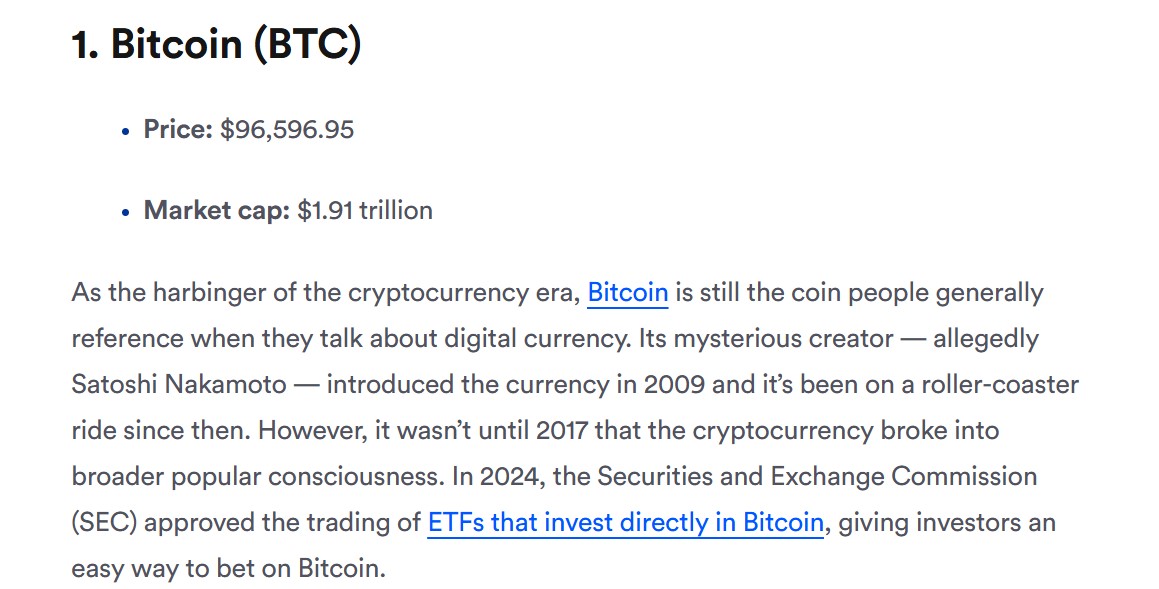 1. Bitcoin (BTC)
• Price: $96,596.95
• Market cap: $1.91 trillion
As the harbinger of the cryptocurrency era, Bitcoin is still the coin people generally
reference when they talk about digital currency. Its mysterious creator — allegedly
Satoshi Nakamoto — introduced the currency in 2009 and it’s been on a roller-coaster
ride since then. However, it wasn’t until 2017 that the cryptocurrency broke into
broader popular consciousness. In 2024, the Securities and Exchange Commission
(SEC) approved the trading of ETFs that invest directly in Bitcoin, giving investors an
easy way to bet on Bitcoin.